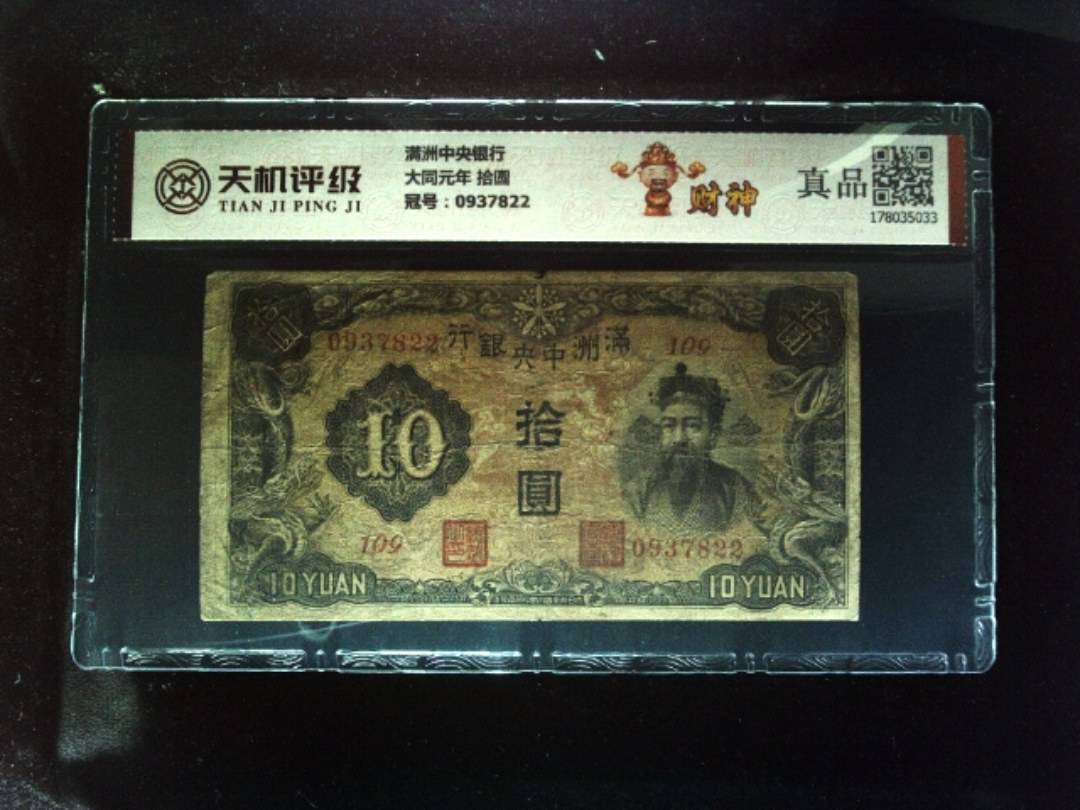 天机评级
TIAN JI PING JI
满洲中央银行
大同元年 拾圆
冠号：0937822
财神
真品
178035033
拾圓
拾圓
0937822
行銀央中洲滿
109
10
拾
圓
109
0937822
10 YUAN
10 YUAN